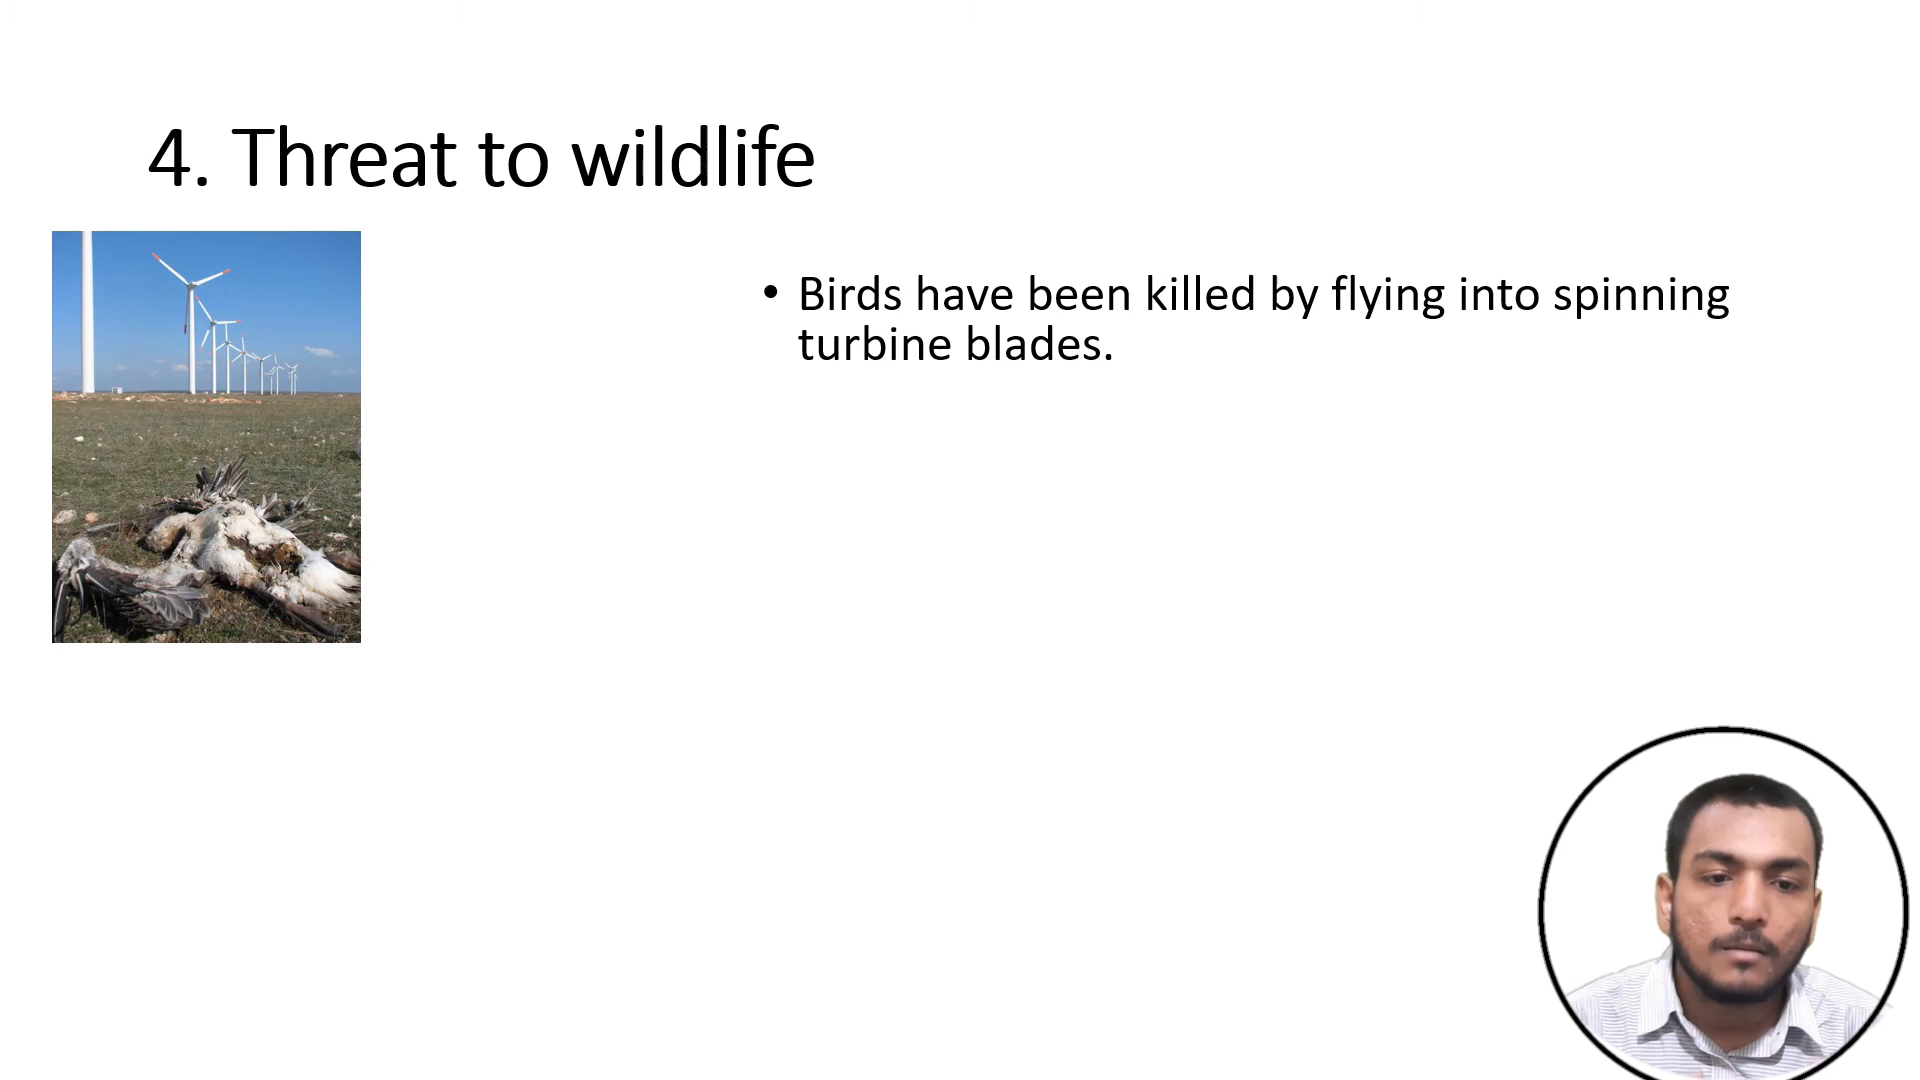 4. Threat to wildlife
• Birds have been killed by flying into spinning
turbine blades.